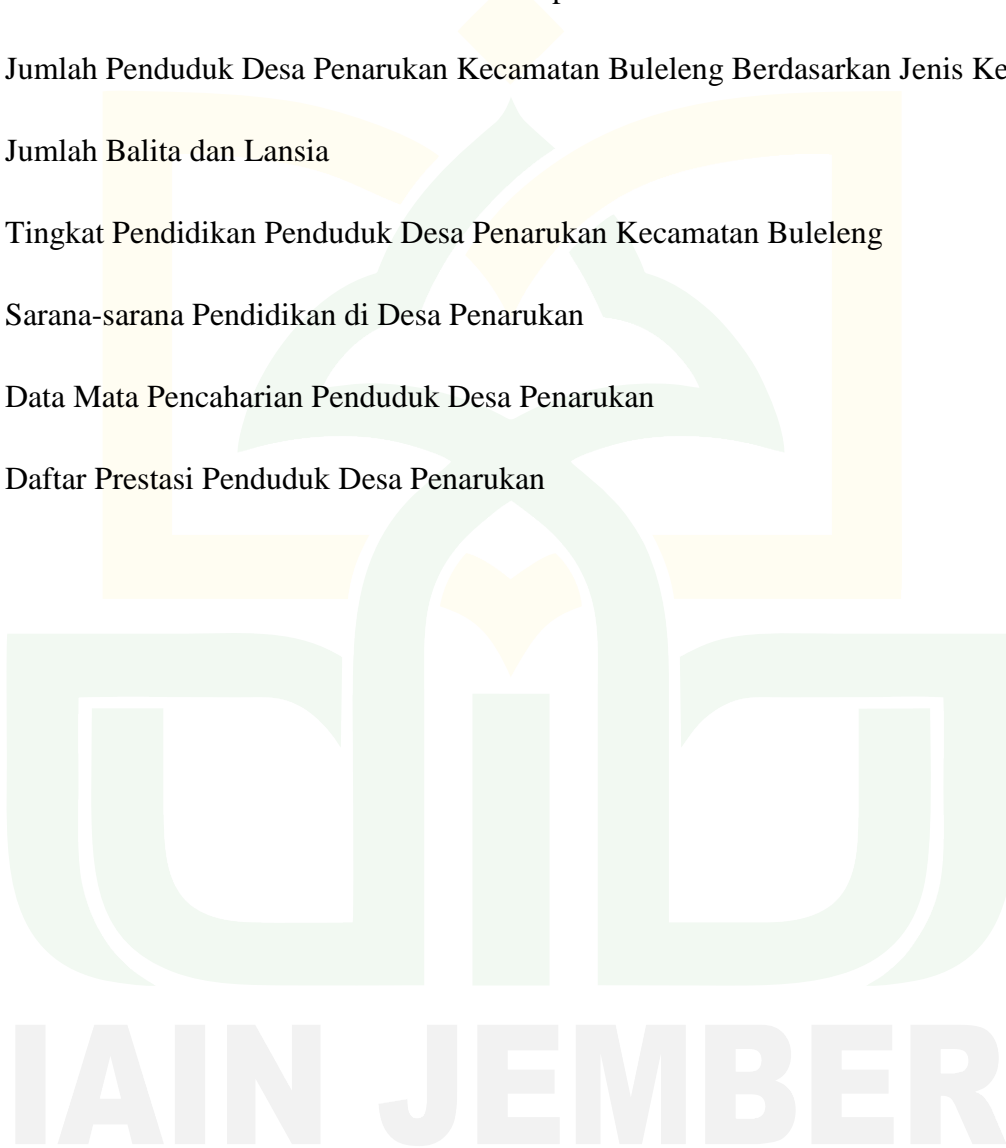 Jumlah Penduduk Desa Penarukan Kecamatan Buleleng Berdasarkan Jenis
Jumlah Balita dan Lansia
Tingkat Pendidikan Penduduk Desa Penarukan Kecamatan Buleleng
Sarana-sarana Pendidikan di Desa Penarukan
Data Mata Pencaharian Penduduk Desa Penarukan
Daftar Prestasi Penduduk Desa Penarukan
IAIN JEMBER